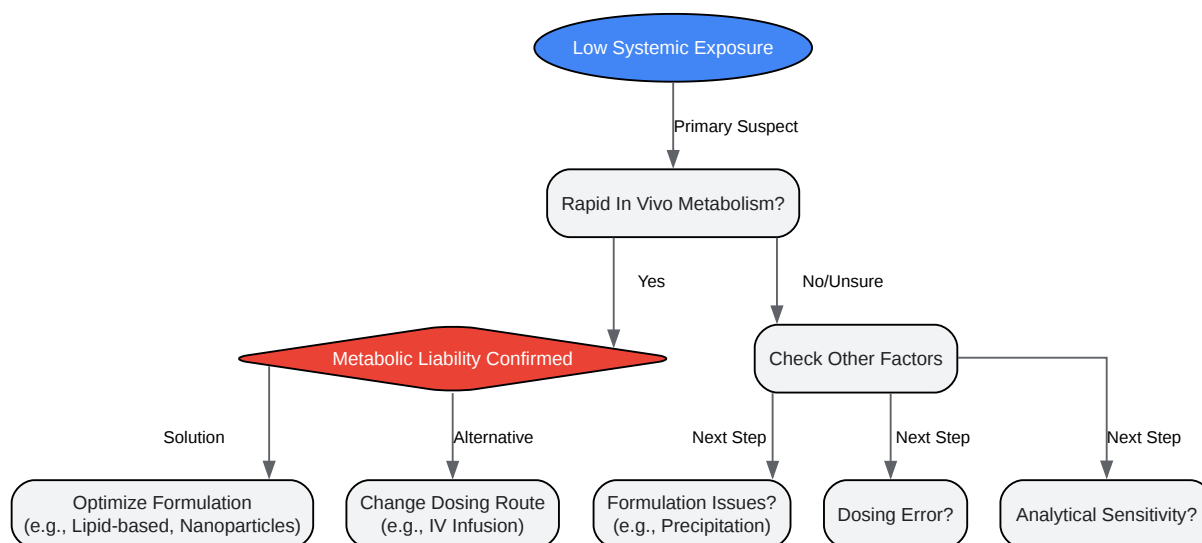 Low Systemic Exposure
Primary Suspect
Rapid In Vivo Metabolism?
Yes
No/Unsure
Metabolic Liability Confirmed
Check Other Factors
Solution
Alternative
Next Step
Next Step
Next Step
Optimize Formulation
(e.g., Lipid-based, Nanoparticles)
Change Dosing Route
(e.g., IV Infusion)
Formulation Issues?
(e.g., Precipitation)
Dosing Error?
Analytical Sensitivity?